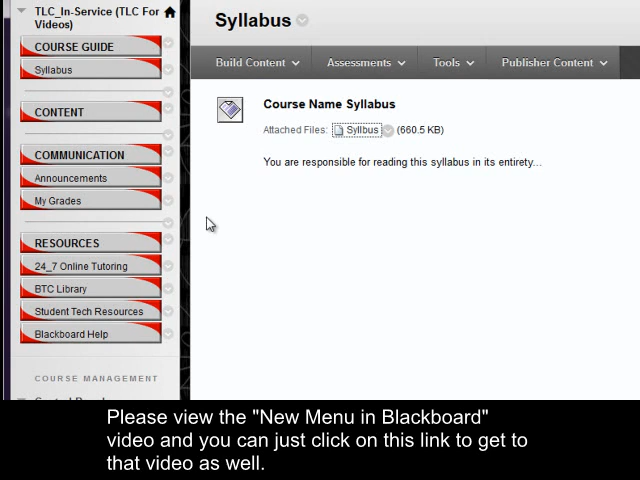 TLC_In-Service (TLC For
Videos)
COURSE GUIDE
Syllabus
CONTENT
COMMUNICATION
Announcements
My Grades
RESOURCES
24_7 Online Tutoring
BTC Library
Student Tech Resources
Blackboard Help
COURSE MANAGEMENT
Syllabus
Build Content
Assessments
Tools
Publisher Content
Course Name Syllabus
Attached Files: Syllbus (660.5 KB)
You are responsible for reading this syllabus in its entirety...
Please view the "New Menu in Blackboard"
video and you can just click on this link to get to
that video as well.